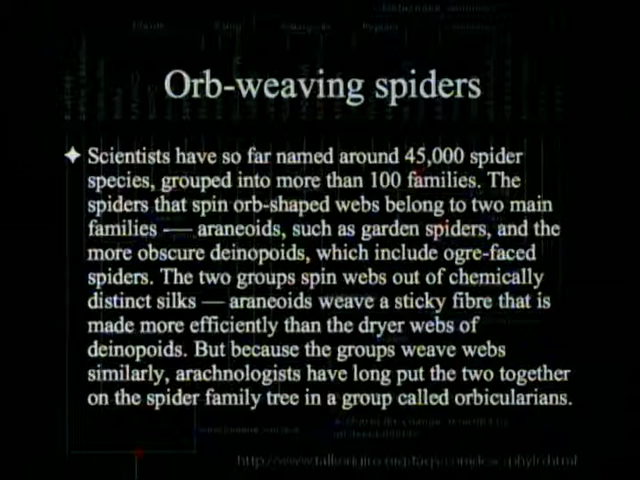 Orb-weaving spiders
✦ Scientists have so far named around 45,000 spider
species, grouped into more than 100 families. The
spiders that spin orb-shaped webs belong to two main
families — araneoids, such as garden spiders, and the
more obscure deinopoids, which include ogre-faced
spiders. The two groups spin webs out of chemically
distinct silks — araneoids weave a sticky fibre that is
made more efficiently than the dryer webs of
deinopoids. But because the groups weave webs
similarly, arachnologists have long put the two together
on the spider family tree in a group called orbicularians.